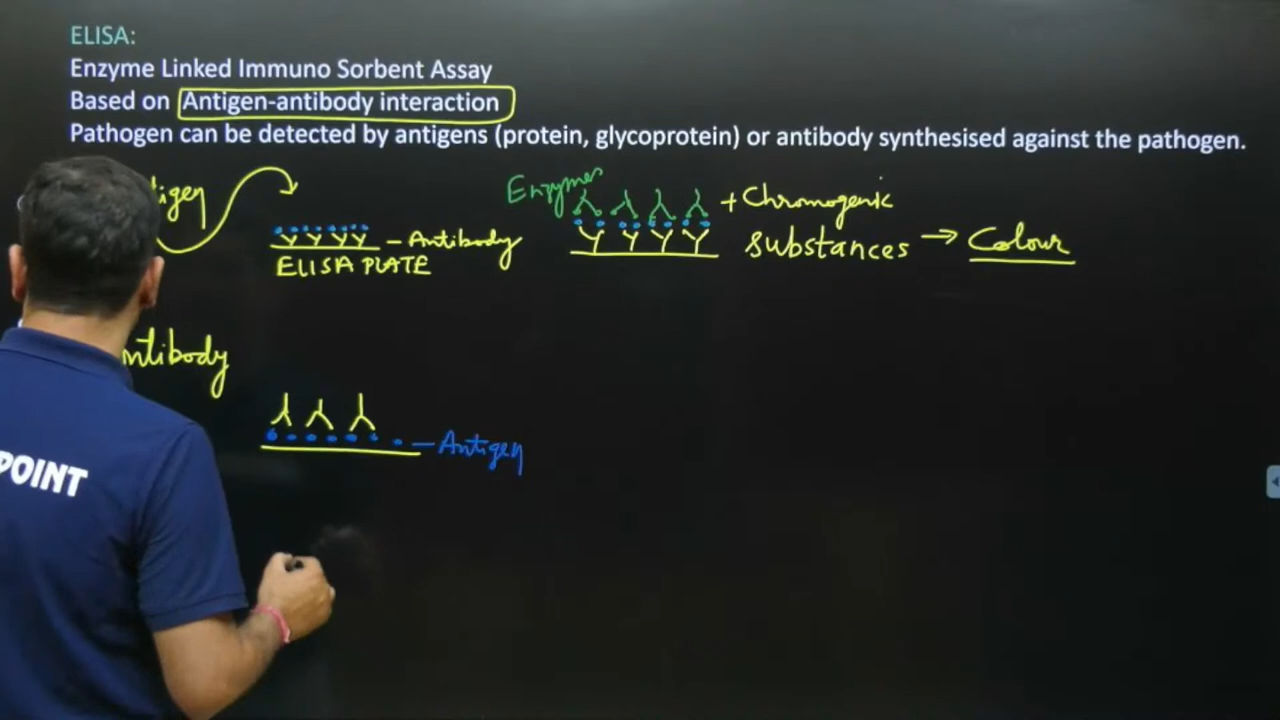 ELISA:
Enzyme Linked Immuno Sorbent Assay
Based on Antigen-antibody interaction
Pathogen can be detected by antigens (protein, glycoprotein) or antibody synthesised against the pathogen.
Enzymes + Chromogenic
- Antibody substances → Colour
ELISA PLATE
- Antigen
POINT